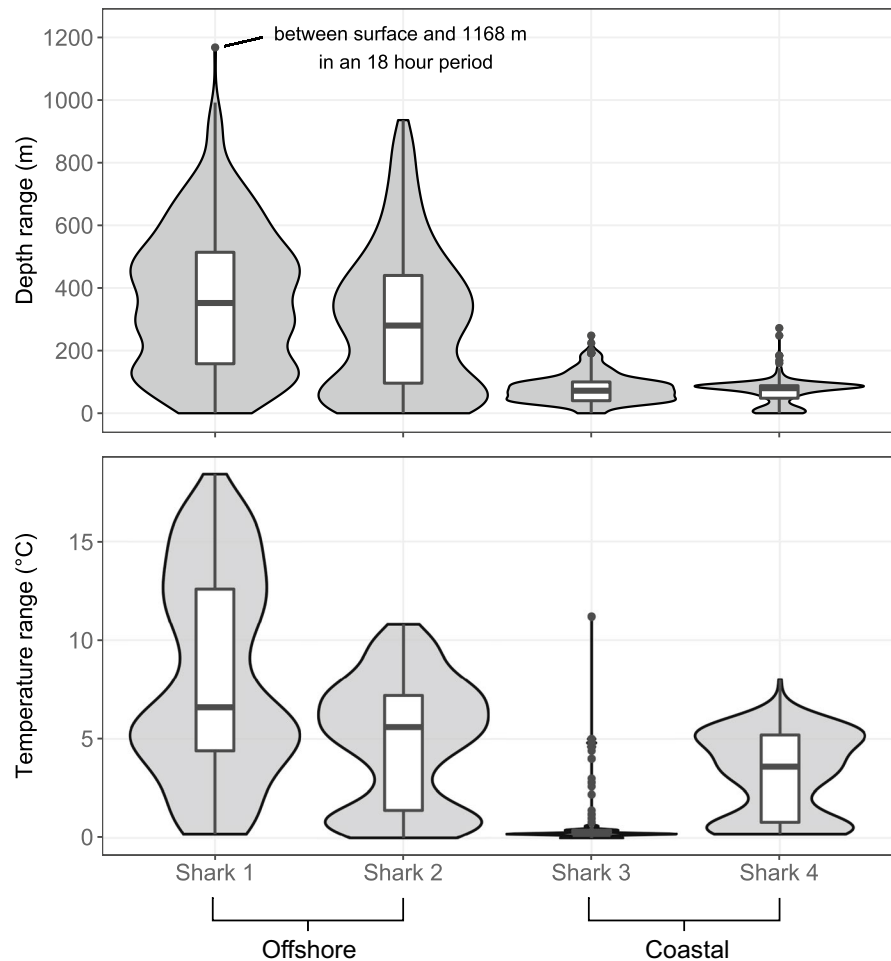 1200
between surface and 1168 m
in an 18 hour period
1000
800
600
400
200
0
Depth range (m)
15
10
5
0
Temperature range (°C)
Shark 1 Shark 2 Shark 3 Shark 4
Offshore Coastal